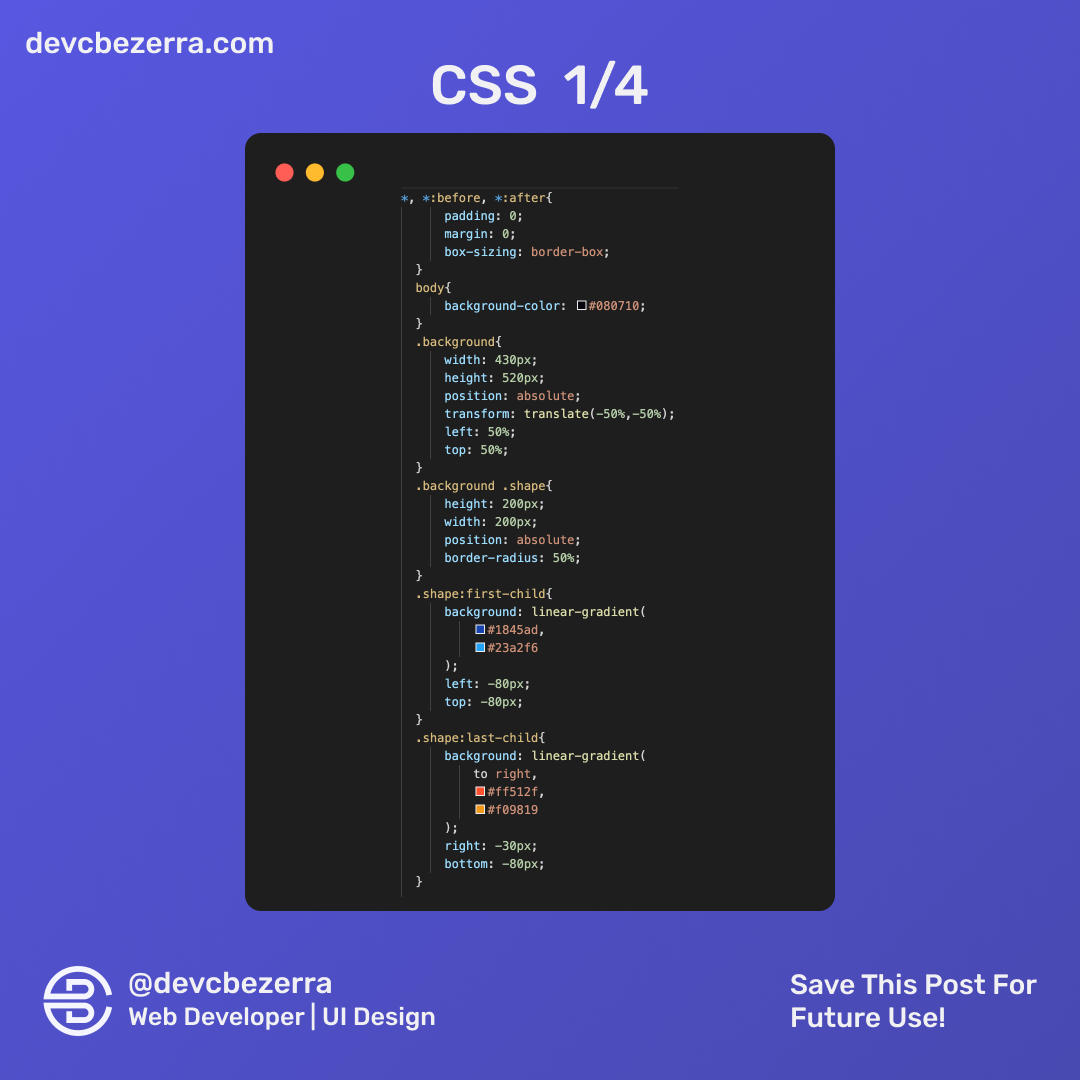 devcbezerra.com
CSS 1/4
*, *:before, *:after{
padding: 0;
margin: 0;
box-sizing: border-box;
}
body{
background-color: #080710;
}
.background{
width: 430px;
height: 520px;
position: absolute;
transform: translate(-50%,-50%);
left: 50%;
top: 50%;
}
.background .shape{
height: 200px;
width: 200px;
position: absolute;
border-radius: 50%;
}
.shape:first-child{
background: linear-gradient(
#1845ad,
#23a2f6
);
left: -80px;
top: -80px;
}
.shape:last-child{
background: linear-gradient(
to right,
#ff512f,
#f09819
);
right: -30px;
bottom: -80px;
}
@devcbezerra
Web Developer | UI Design
Save This Post For
Future Use!